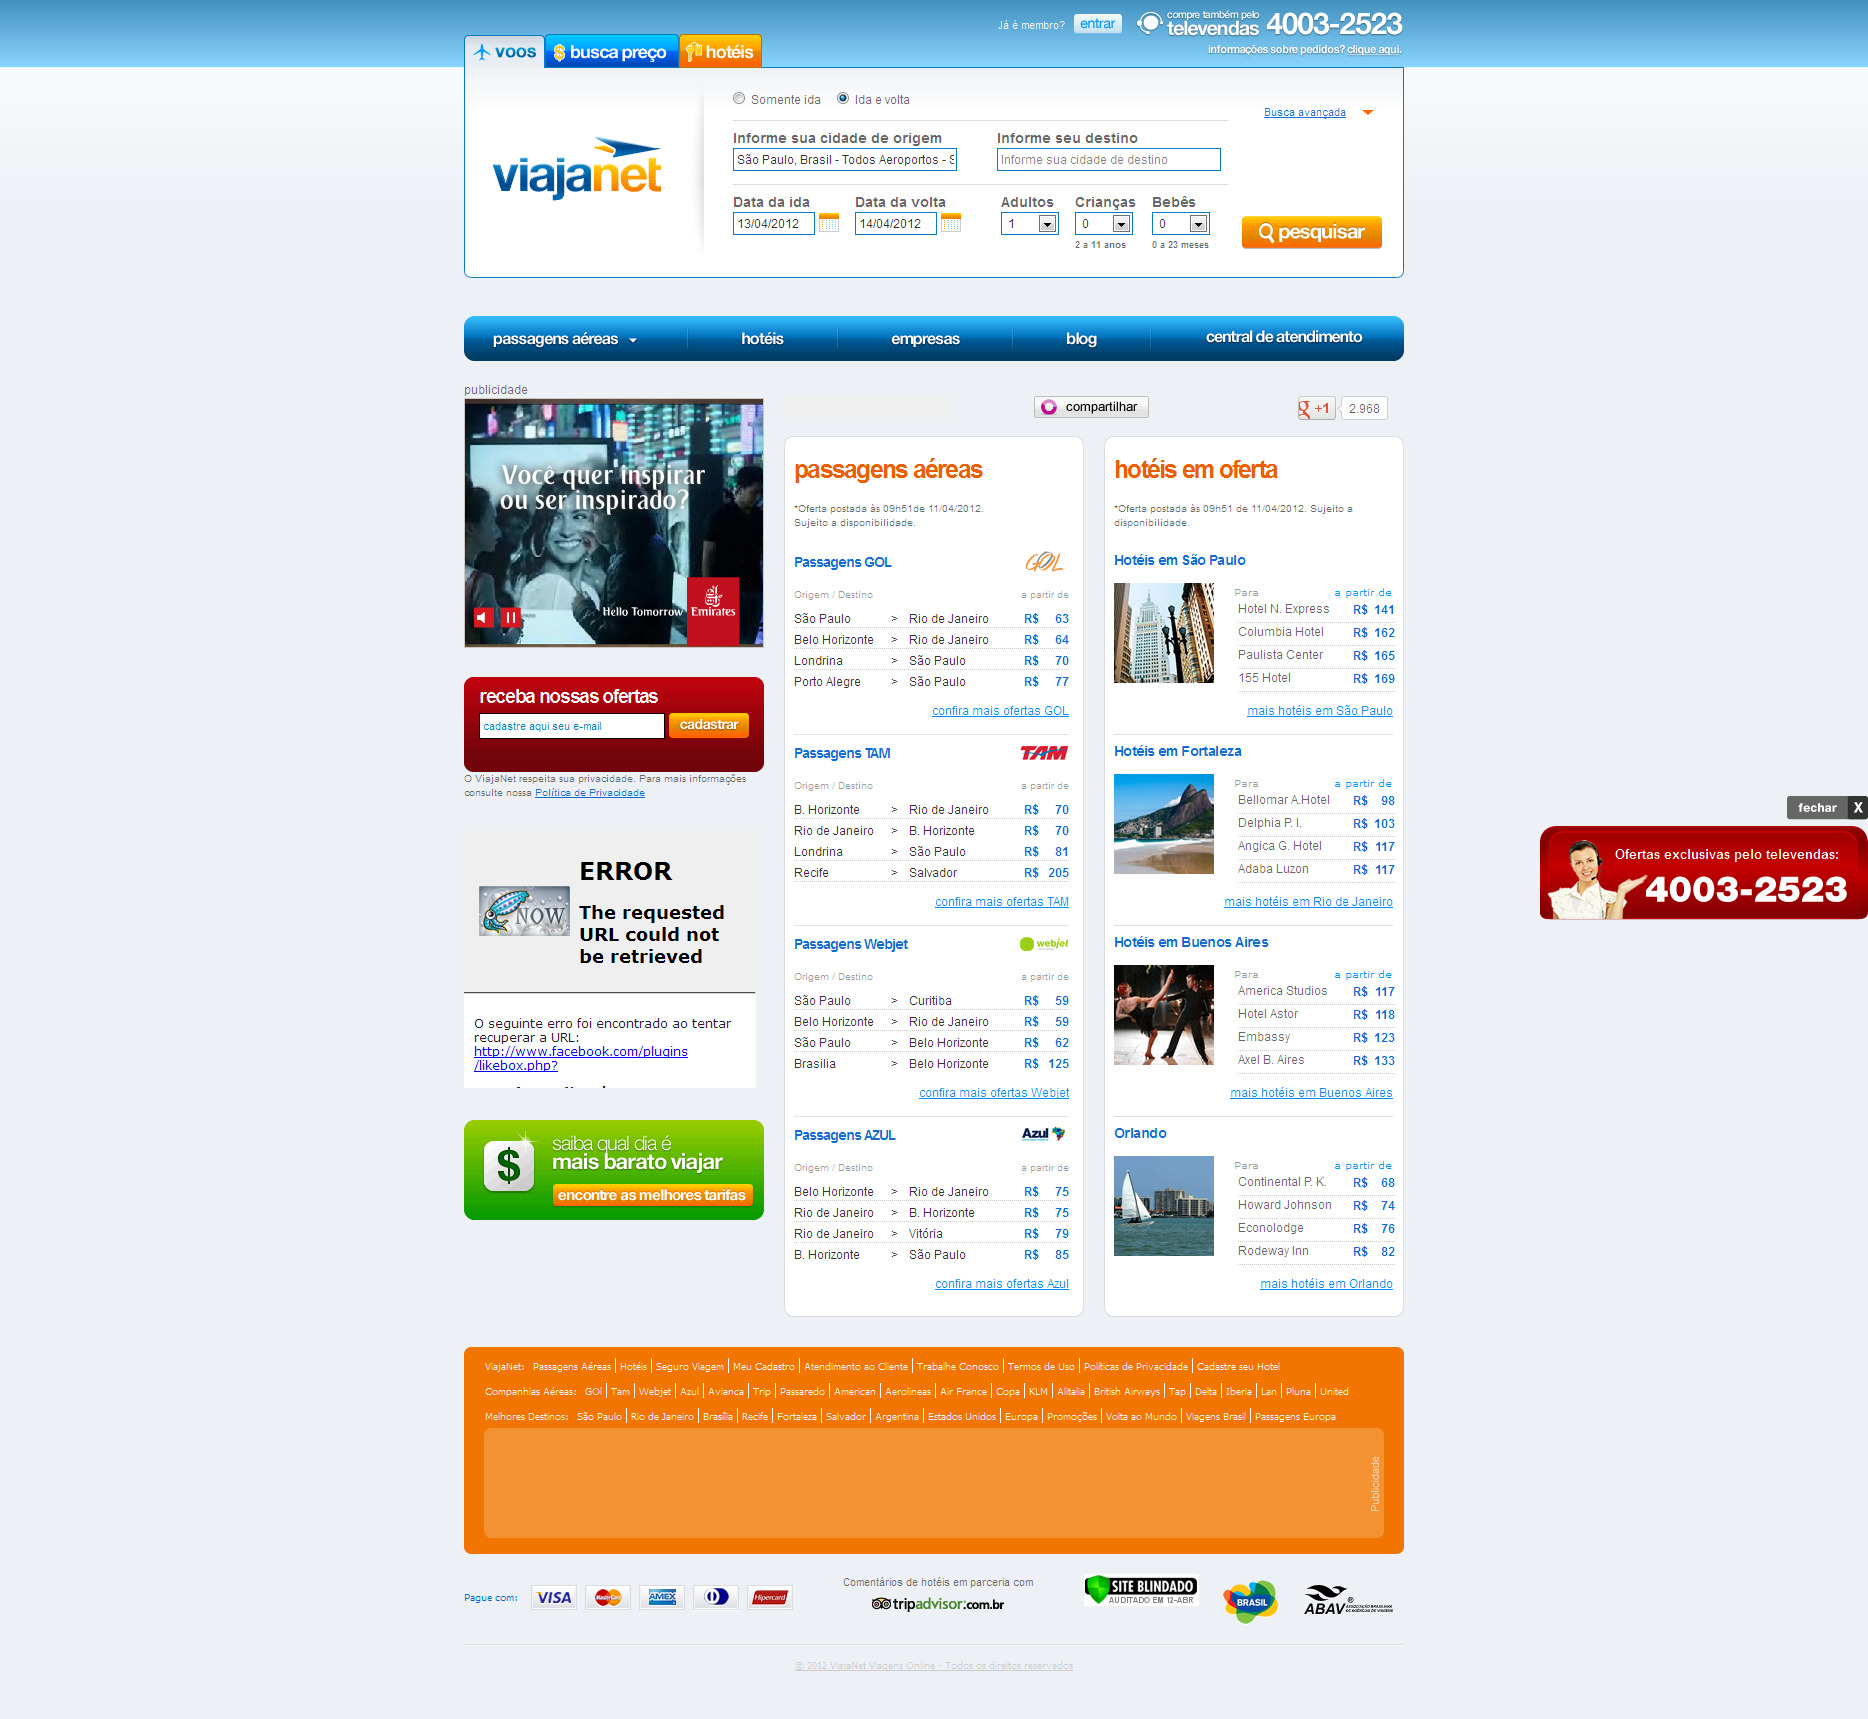 Já é membro? entrar
compre também pelo
televendas 4003-2523
informações sobre pedidos? clique aqui.
voos
busca preço
hotéis
Somente ida Ida e volta
Busca avançada
viajanet
Informe sua cidade de origem Informe seu destino
São Paulo, Brasil - Todos Aeroportos - S Informe sua cidade de destino
Data da ida Data da volta Adultos Crianças Bebês
13/04/2012 14/04/2012 1 0 0
2 a 11 anos 0 a 23 meses
pesquisar
passagens aéreas hotéis empresas blog central de atendimento
publicidade
Você quer inspirar
ou ser inspirado?
Hello Tomorrow Emirates
receba nossas ofertas
cadastre aqui seu e-mail cadastrar
O ViajaNet respeita sua privacidade. Para mais informações
consulte nossa Política de Privacidade
ERROR
NOW
The requested
URL could not
be retrieved
O seguinte erro foi encontrado ao tentar
recuperar a URL:
http://www.facebook.com/plugins
/likebox.php?
$
saiba qual dia é
mais barato viajar
encontre as melhores tarifas
compartilhar
g +1 2.968
passagens aéreas
*Oferta postada às 09h51de 11/04/2012.
Sujeito a disponibilidade.
Passagens GOL GOL
Origem / Destino a partir de
São Paulo > Rio de Janeiro R$ 63
Belo Horizonte > Rio de Janeiro R$ 64
Londrina > São Paulo R$ 70
Porto Alegre > São Paulo R$ 77
confira mais ofertas GOL
Passagens TAM TAM
Origem / Destino a partir de
B. Horizonte > Rio de Janeiro R$ 70
Rio de Janeiro > B. Horizonte R$ 70
Londrina > São Paulo R$ 81
Recife > Salvador R$ 205
confira mais ofertas TAM
Passagens Webjet webjet
Origem / Destino a partir de
São Paulo > Curitiba R$ 59
Belo Horizonte > Rio de Janeiro R$ 59
São Paulo > Belo Horizonte R$ 62
Brasilia > Belo Horizonte R$ 125
confira mais ofertas Webjet
Passagens AZUL Azul
Origem / Destino a partir de
Belo Horizonte > Rio de Janeiro R$ 75
Rio de Janeiro > B. Horizonte R$ 75
Rio de Janeiro > Vitória R$ 79
B. Horizonte > São Paulo R$ 85
confira mais ofertas Azul
hotéis em oferta
*Oferta postada às 09h51 de 11/04/2012. Sujeito a
disponibilidade.
Hotéis em São Paulo
Para a partir de
Hotel N. Express R$ 141
Columbia Hotel R$ 162
Paulista Center R$ 165
155 Hotel R$ 169
mais hotéis em São Paulo
Hotéis em Fortaleza
Para a partir de
Bellomar A.Hotel R$ 98
Delphia P. I. R$ 103
Angica G. Hotel R$ 117
Adaba Luzon R$ 117
mais hotéis em Rio de Janeiro
Hotéis em Buenos Aires
Para a partir de
America Studios R$ 117
Hotel Astor R$ 118
Embassy R$ 123
Axel B. Aires R$ 133
mais hotéis em Buenos Aires
Orlando
Para a partir de
Continental P. K. R$ 68
Howard Johnson R$ 74
Econolodge R$ 76
Rodeway Inn R$ 82
mais hotéis em Orlando
fechar X
Ofertas exclusivas pelo televendas:
4003-2523
ViajaNet: Passagens Aéreas Hotéis Seguro Viagem Meu Cadastro Atendimento ao Cliente Trabalhe Conosco Termos de Uso Políticas de Privacidade Cadastre seu Hotel
Companhias Aéreas: GOl Tam Webjet Azul Avianca Trip Passaredo American Aerolineas Air France Copa KLM Alitalia British Airways Tap Delta Iberia Lan Pluna United
Melhores Destinos: São Paulo Rio de Janeiro Brasília Recife Fortaleza Salvador Argentina Estados Unidos Europa Promoções Volta ao Mundo Viagens Brasil Passagens Europa
Publicidade
Pague com: VISA MasterCard AMEX Hipercard
Comentários de hotéis em parceria com
tripadvisor.com.br
SITE BLINDADO
AUDITADO EM 12-ABR
BRASIL
ABAV
© 2012 ViajaNet Viagens Online - Todos os direitos reservados